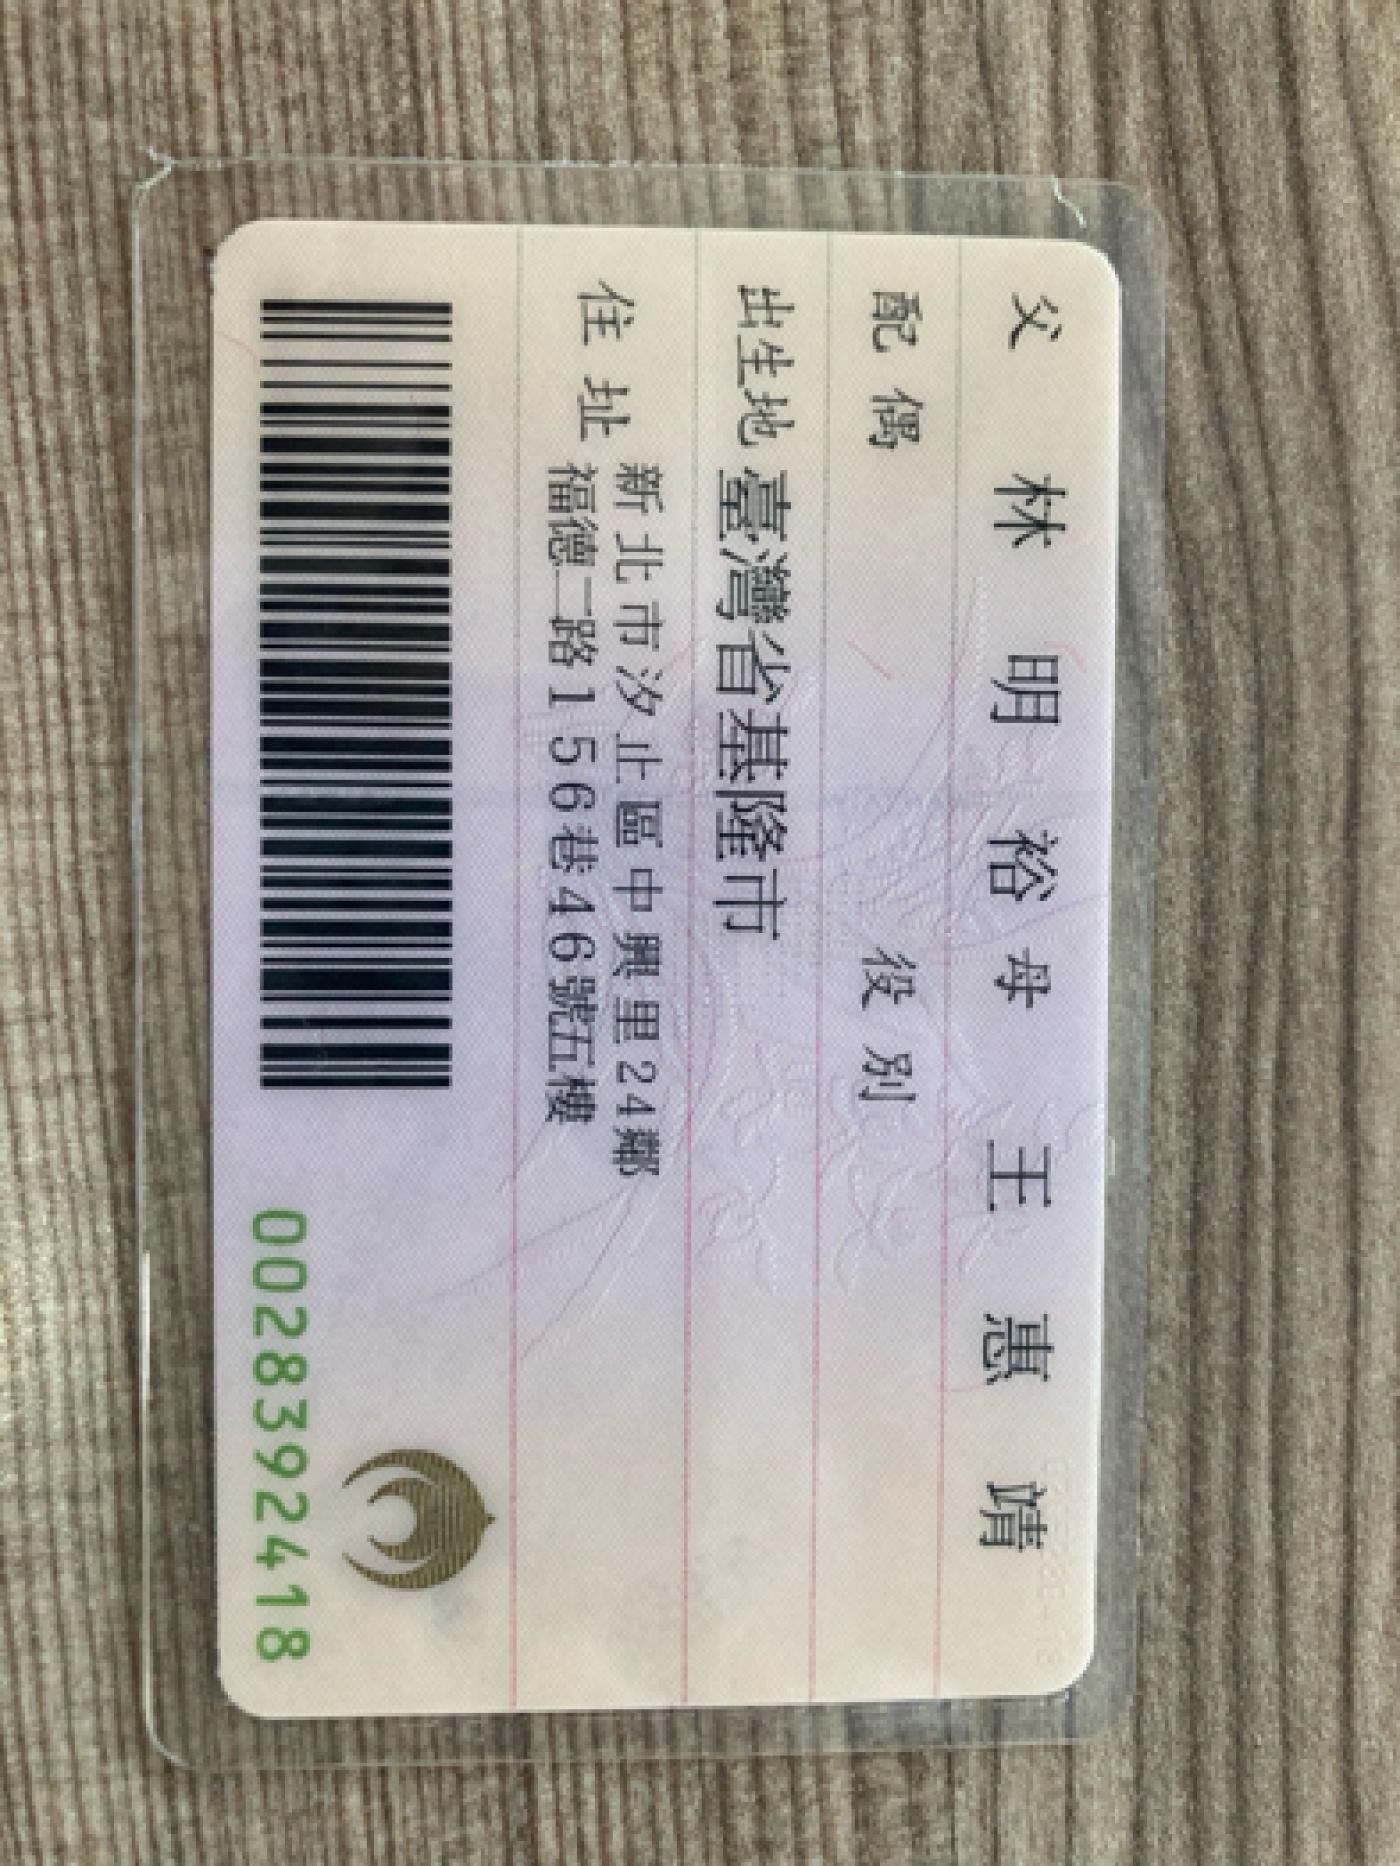 父 林 明 裕 母 王 惠 靖
配偶 役別
出生地 臺灣省基隆市
住址 新北市汐止區中興里24鄰
福德二路156巷46號五樓
0028392418